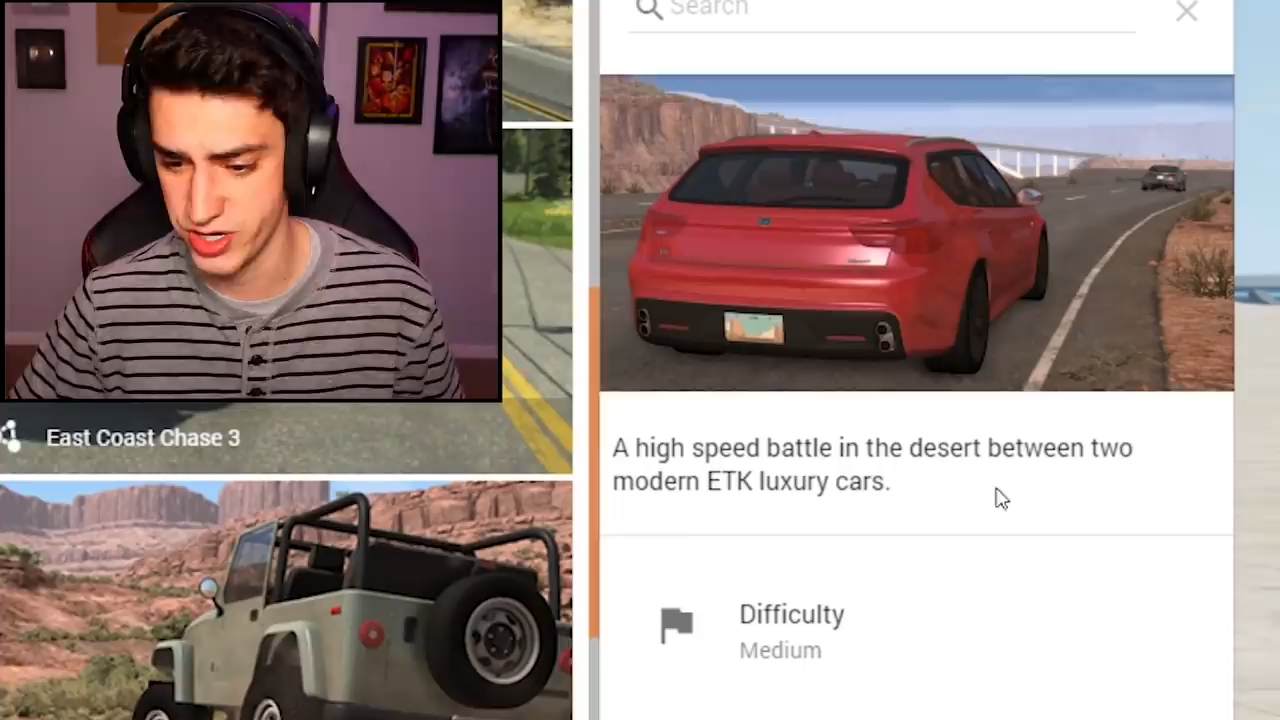 Search
East Coast Chase 3
A high speed battle in the desert between two
modern ETK luxury cars.
Difficulty
Medium